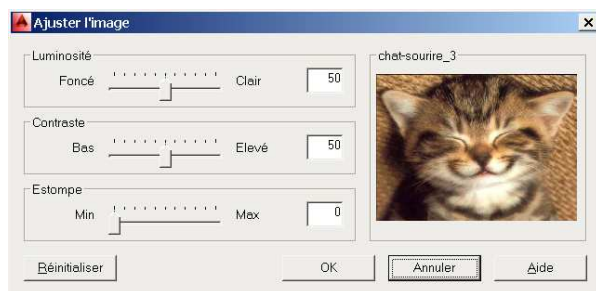 Ajuster l'image
Luminosité
Foncé
Clair
50
Contraste
Bas
Elevé
50
Estompe
Min
Max
0
chat-sourire_3
Réinitialiser
OK
Annuler
Aide